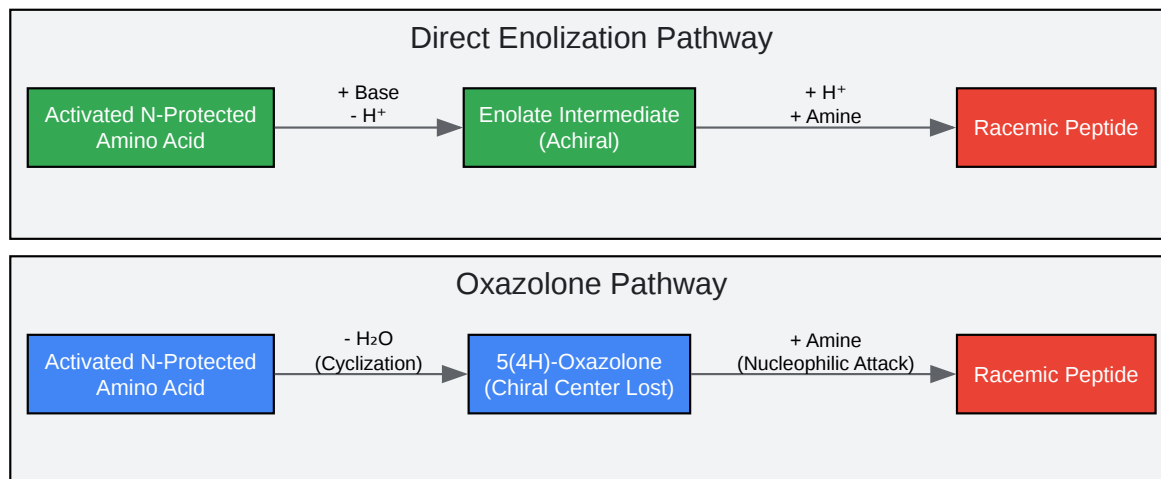 Direct Enolization Pathway
Activated N-Protected
Amino Acid
+ Base
- H⁺
Enolate Intermediate
(Achiral)
+ H⁺
+ Amine
Racemic Peptide
Oxazolone Pathway
Activated N-Protected
Amino Acid
- H₂O
(Cyclization)
5(4H)-Oxazolone
(Chiral Center Lost)
+ Amine
(Nucleophilic Attack)
Racemic Peptide